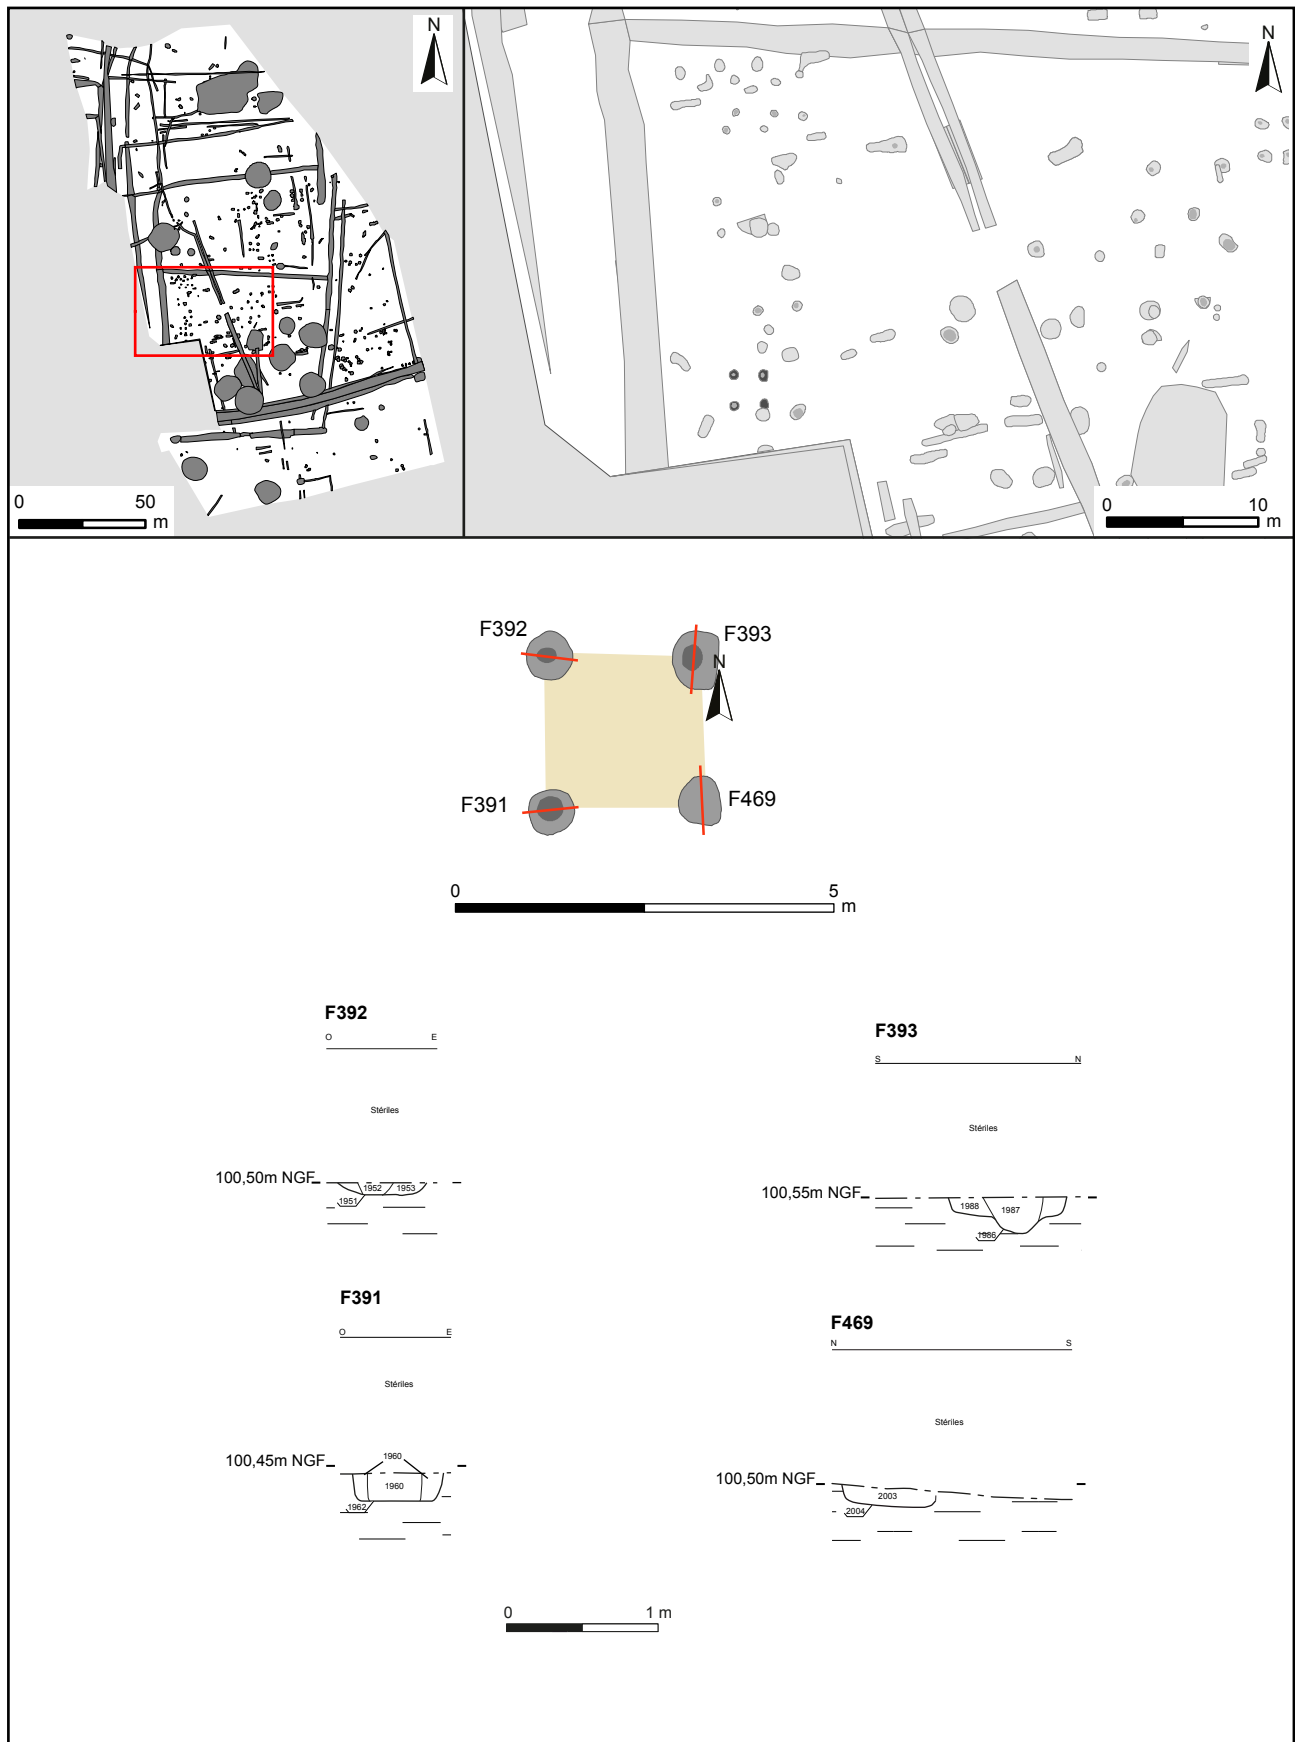 N
0 50
m
N
0 10
m
F392
F393
N
F391
F469
0 5
m
F392
O E
Stériles
100,50m NGF
1952 1953
1951
F393
S N
Stériles
100,55m NGF
1988 1987
1986
F391
O E
Stériles
100,45m NGF
1960
1960
1962
F469
N S
Stériles
100,50m NGF
2003
2004
0 1 m